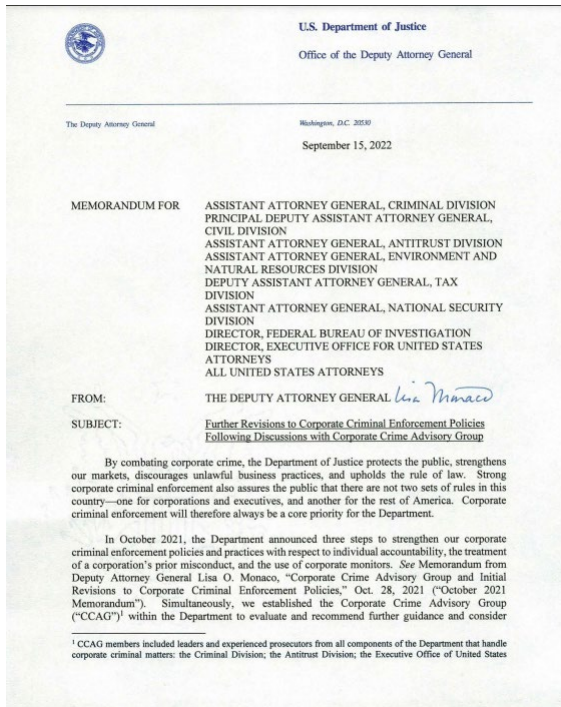 U.S. Department of Justice
Office of the Deputy Attorney General
The Deputy Attorney General
Washington, D.C. 20530
September 15, 2022
MEMORANDUM FOR
ASSISTANT ATTORNEY GENERAL, CRIMINAL DIVISION
PRINCIPAL DEPUTY ASSISTANT ATTORNEY GENERAL,
CIVIL DIVISION
ASSISTANT ATTORNEY GENERAL, ANTITRUST DIVISION
ASSISTANT ATTORNEY GENERAL, ENVIRONMENT AND
NATURAL RESOURCES DIVISION
DEPUTY ASSISTANT ATTORNEY GENERAL, TAX
DIVISION
ASSISTANT ATTORNEY GENERAL, NATIONAL SECURITY
DIVISION
DIRECTOR, FEDERAL BUREAU OF INVESTIGATION
DIRECTOR, EXECUTIVE OFFICE FOR UNITED STATES
ATTORNEYS
ALL UNITED STATES ATTORNEYS
FROM: THE DEPUTY ATTORNEY GENERAL Lisa Monaco
SUBJECT: Further Revisions to Corporate Criminal Enforcement Policies
Following Discussions with Corporate Crime Advisory Group
By combating corporate crime, the Department of Justice protects the public, strengthens
our markets, discourages unlawful business practices, and upholds the rule of law. Strong
corporate criminal enforcement also assures the public that there are not two sets of rules in this
country—one for corporations and executives, and another for the rest of America. Corporate
criminal enforcement will therefore always be a core priority for the Department.
In October 2021, the Department announced three steps to strengthen our corporate
criminal enforcement policies and practices with respect to individual accountability, the treatment
of a corporation's prior misconduct, and the use of corporate monitors. See Memorandum from
Deputy Attorney General Lisa O. Monaco, "Corporate Crime Advisory Group and Initial
Revisions to Corporate Criminal Enforcement Policies," Oct. 28, 2021 ("October 2021
Memorandum"). Simultaneously, we established the Corporate Crime Advisory Group
("CCAG")¹ within the Department to evaluate and recommend further guidance and consider
¹ CCAG members included leaders and experienced prosecutors from all components of the Department that handle
corporate criminal matters: the Criminal Division; the Antitrust Division; the Executive Office of United States